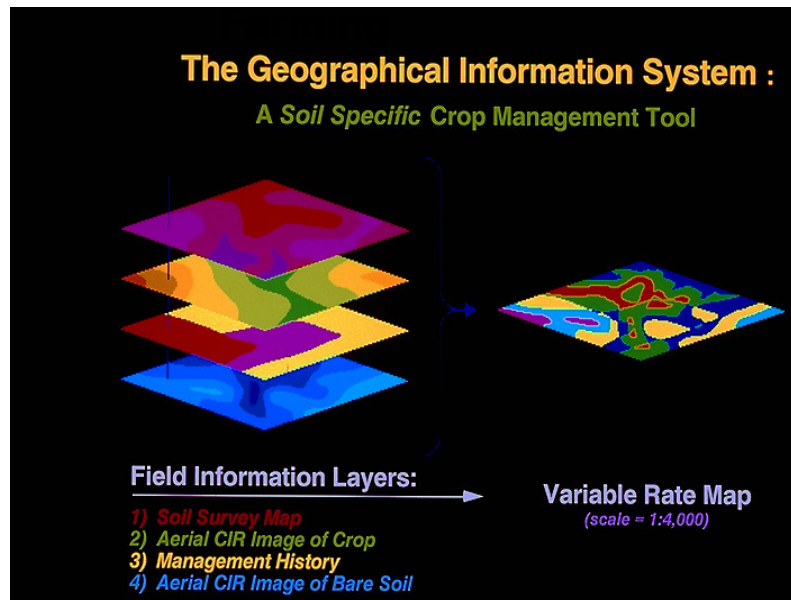 The Geographical Information System :
A Soil Specific Crop Management Tool
Field Information Layers:
1) Soil Survey Map
2) Aerial CIR Image of Crop
3) Management History
4) Aerial CIR Image of Bare Soil
Variable Rate Map
(scale = 1:4,000)